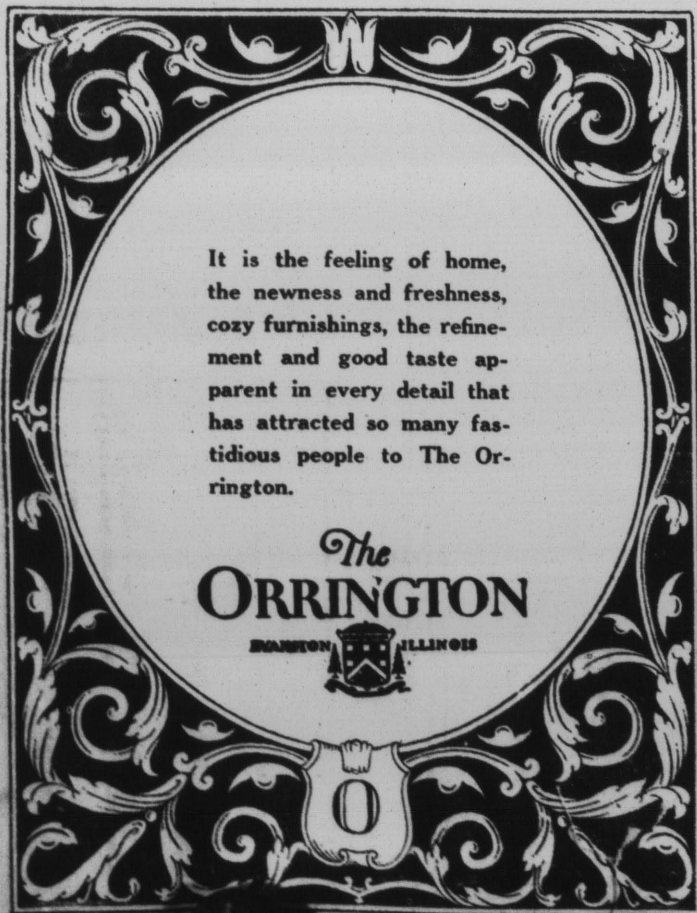 It is the feeling of home,
the newness and freshness,
cozy furnishings, the refine-
ment and good taste ap-
parent in every detail that
has attracted so many fas-
tidious people to The Or-
rington.
The
ORRINGTON
EVANSTON ILLINOIS
O